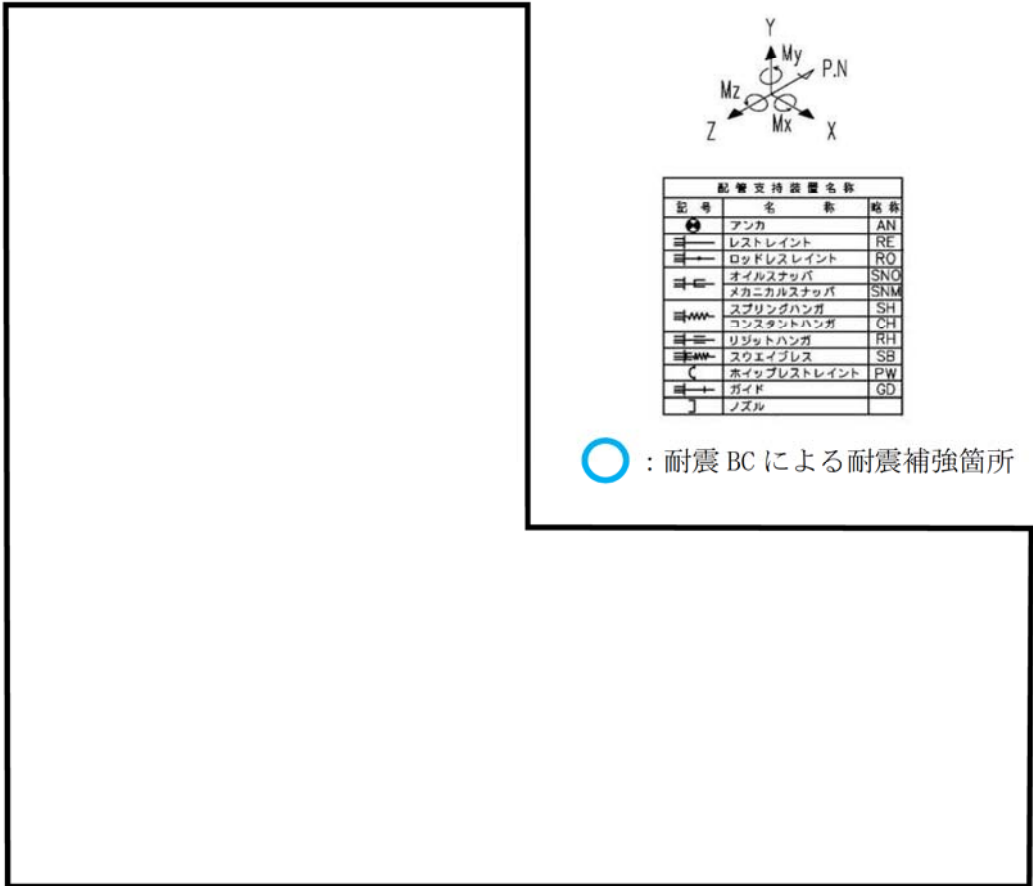 Y
My
P.N
Mz
Z
Mx
X
配管支持装置名称
記号 名称 略称
アンカ AN
レストレイント RE
ロッドレスレイント RO
オイルスナッバ SNO
メカニカルスナッバ SNM
スプリングハンガ SH
コンスタントハンガ CH
リジットハンガ RH
スウエイブレス SB
ホイップレストレイント PW
ガイド GD
ノズル
：耐震 BC による耐震補強箇所